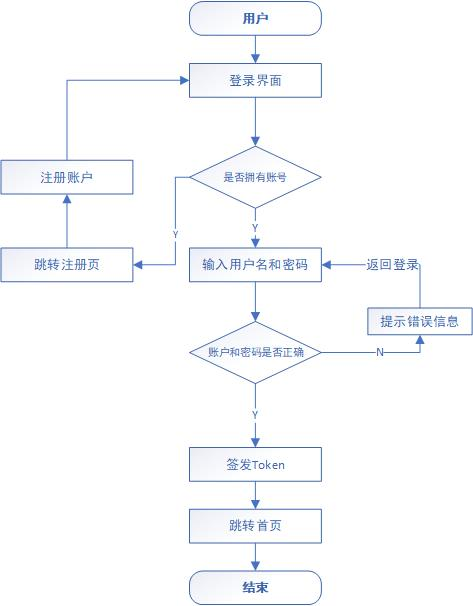 用户
登录界面
注册账户
是否拥有账号
Y
Y
跳转注册页
输入用户名和密码
返回登录
提示错误信息
账户和密码是否正确
N
Y
签发Token
跳转首页
结束